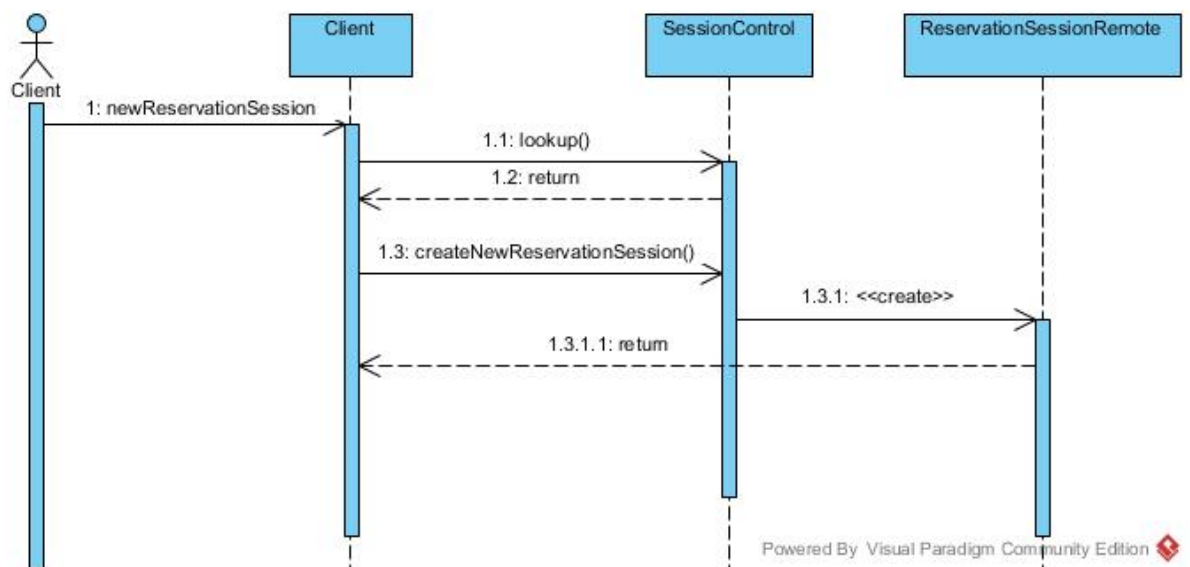 Client
SessionControl
ReservationSessionRemote
Client
1: newReservationSession
1.1: lookup()
1.2: return
1.3: createNewReservationSession()
1.3.1: <<create>>
1.3.1.1: return
Powered By Visual Paradigm Community Edition